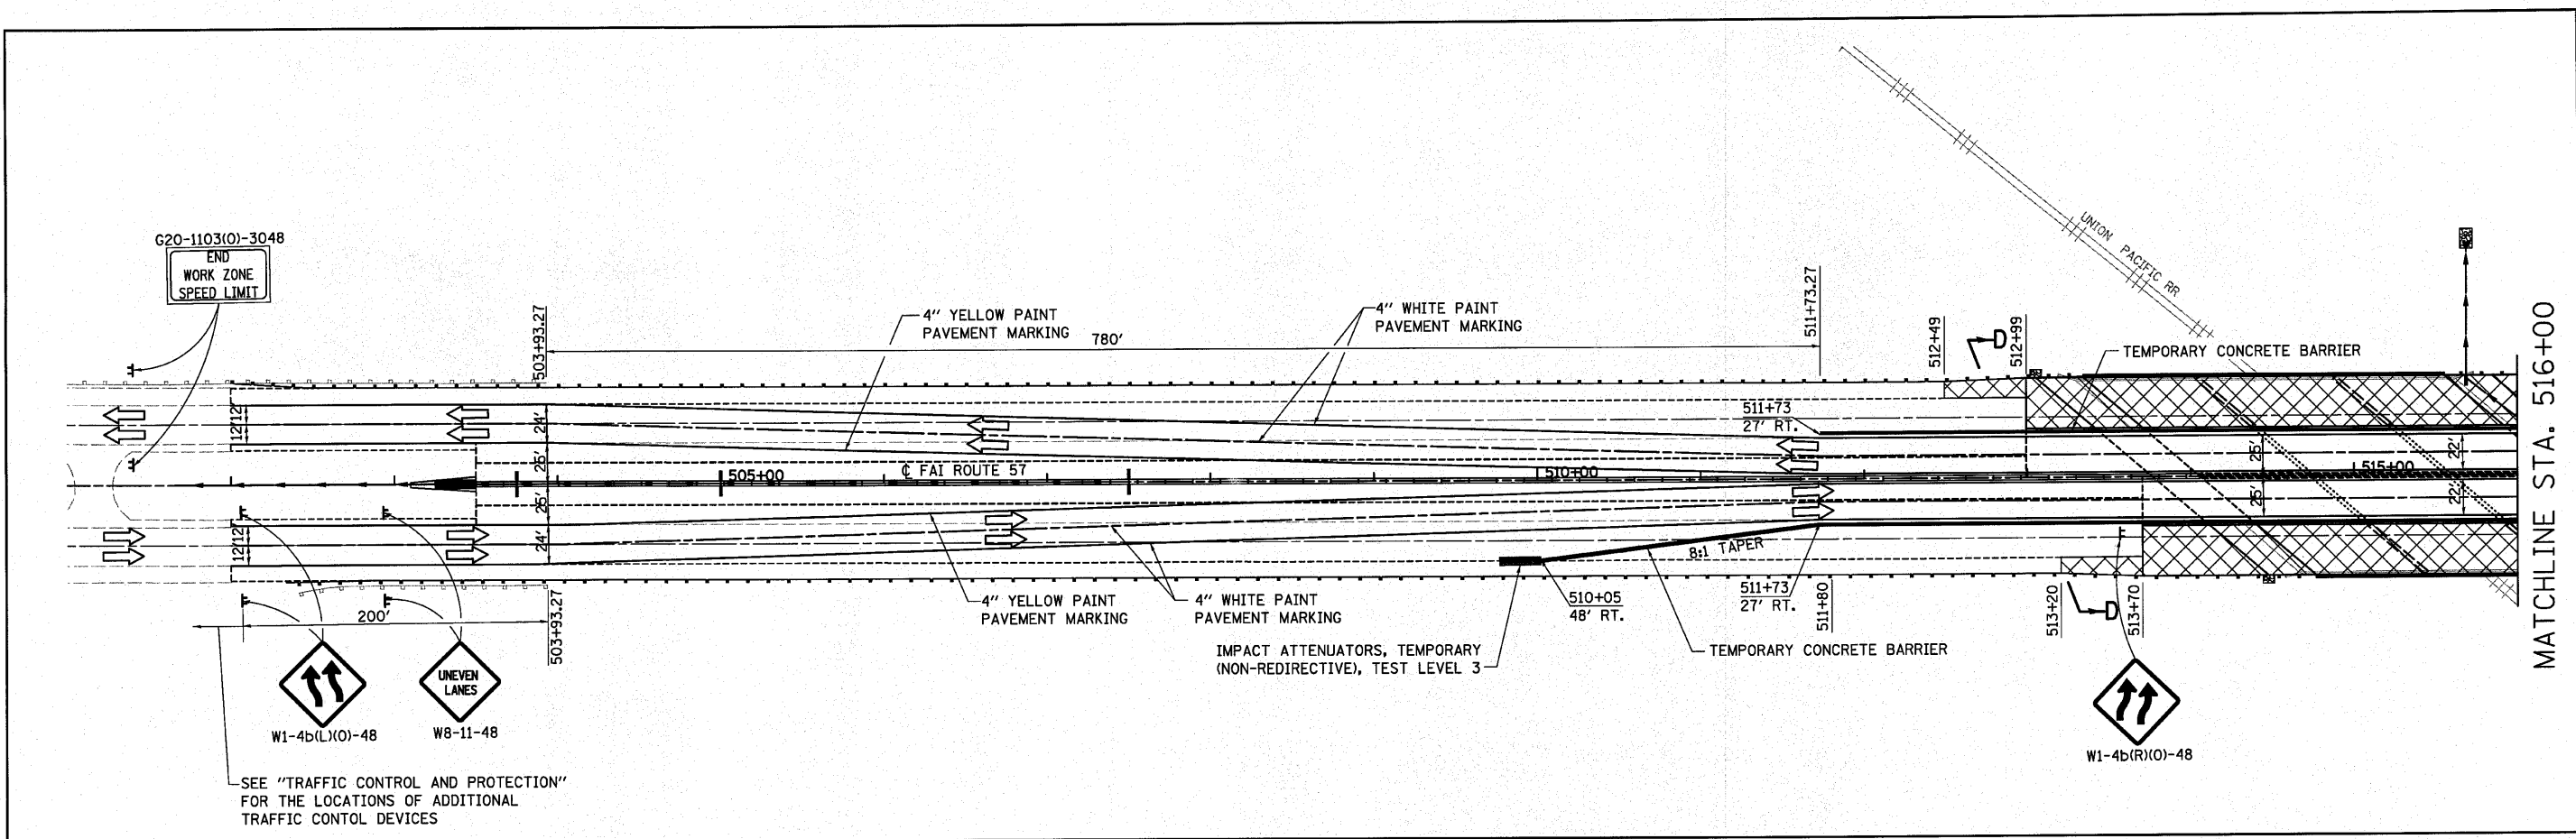 G20-1103(O)-3048
END
WORK ZONE
SPEED LIMIT
503+93.27
4" YELLOW PAINT
PAVEMENT MARKING
780'
4" WHITE PAINT
PAVEMENT MARKING
511+73.27
512+49
D
512+99
UNION PACIFIC RR
TEMPORARY CONCRETE BARRIER
MATCHLINE STA. 516+00
12'
12'
24'
511+73
27' RT.
25'
22'
25'
505+00
℄ FAI ROUTE 57
510+00
515+00
25'
25'
22'
12'
12'
24'
8:1 TAPER
200'
503+93.27
4" YELLOW PAINT
PAVEMENT MARKING
4" WHITE PAINT
PAVEMENT MARKING
510+05
48' RT.
511+73
27' RT.
511+80
513+20
D
513+70
IMPACT ATTENUATORS, TEMPORARY
(NON-REDIRECTIVE), TEST LEVEL 3
TEMPORARY CONCRETE BARRIER
UNEVEN
LANES
W1-4b(L)(O)-48
W8-11-48
W1-4b(R)(O)-48
SEE "TRAFFIC CONTROL AND PROTECTION"
FOR THE LOCATIONS OF ADDITIONAL
TRAFFIC CONTOL DEVICES